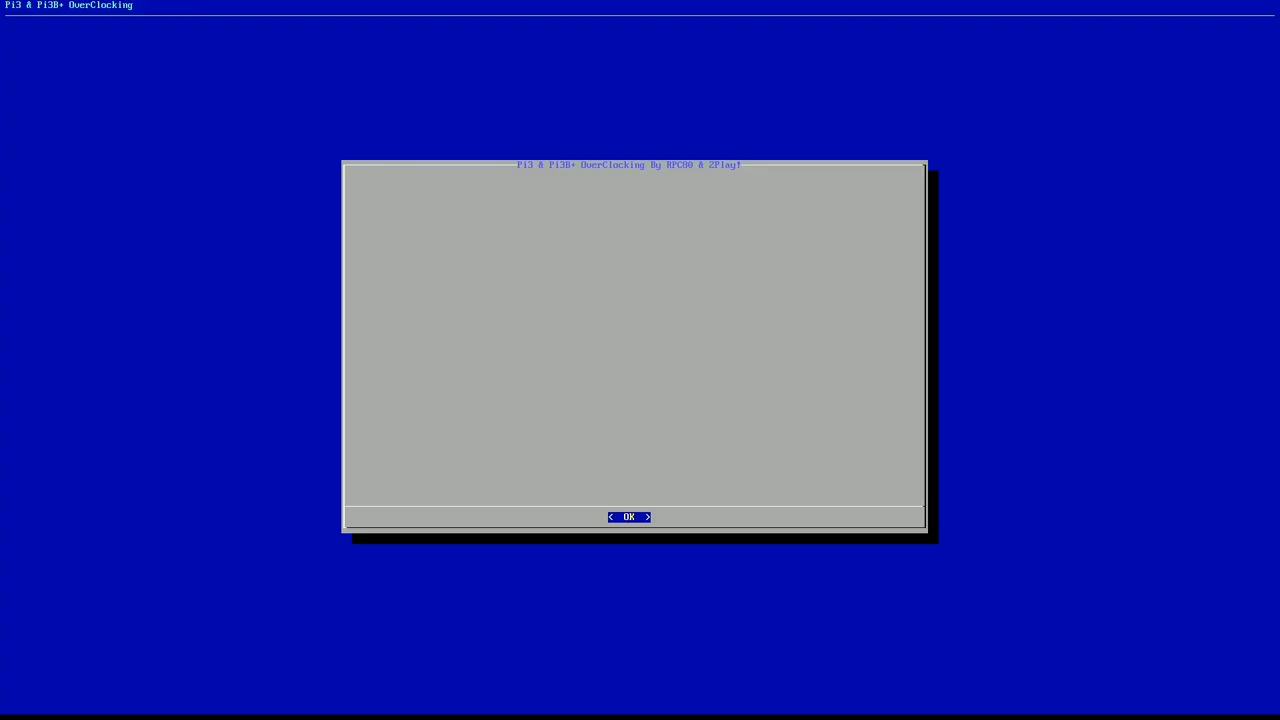 Pi3 & Pi3B+ OverClocking
Pi3 & Pi3B+ OverClocking By RPC80 & 2Play!
< OK >